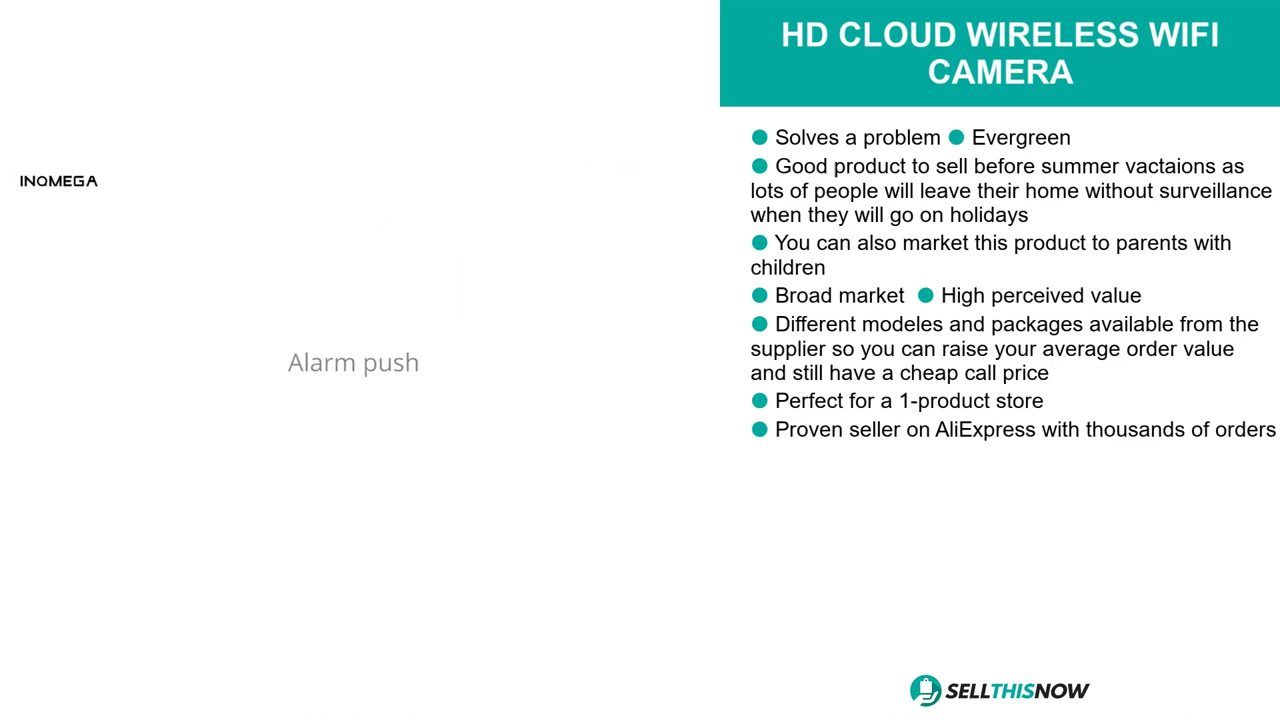 HD CLOUD WIRELESS WIFI
CAMERA
● Solves a problem ● Evergreen
● Good product to sell before summer vactaions as
lots of people will leave their home without surveillance
when they will go on holidays
● You can also market this product to parents with
children
● Broad market ● High perceived value
● Different modeles and packages available from the
supplier so you can raise your average order value
and still have a cheap call price
● Perfect for a 1-product store
● Proven seller on AliExpress with thousands of orders
INQMEGA
Alarm push
SELLTHISNOW